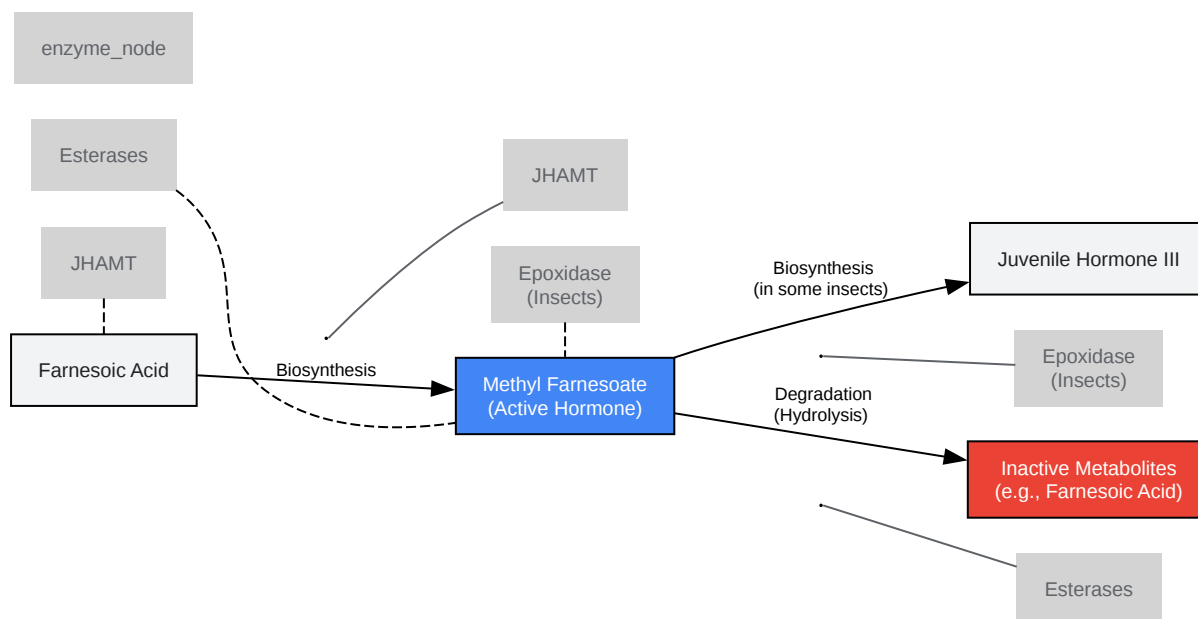 enzyme_node
Esterases
JHAMT
JHAMT
Farnesoic Acid
Biosynthesis
Epoxidase
(Insects)
Methyl Farnesoate
(Active Hormone)
Biosynthesis
(in some insects)
Juvenile Hormone III
Epoxidase
(Insects)
Degradation
(Hydrolysis)
Inactive Metabolites
(e.g., Farnesoic Acid)
Esterases